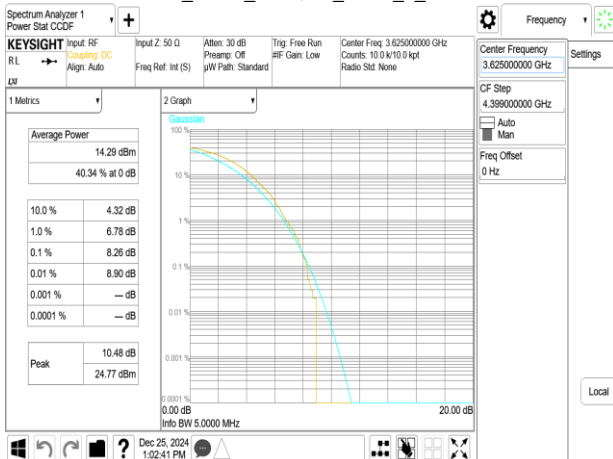 Spectrum Analyzer 1
Power Stat CCDF
Frequency
KEYSIGHT
RL
LXI
Input: RF
Coupling: DC
Align: Auto
Input Z: 50 Ω
Freq Ref: Int (S)
Atten: 30 dB
Preamp: Off
µW Path: Standard
Trig: Free Run
#IF Gain: Low
Center Freq: 3.625000000 GHz
Counts: 10.0 k/10.0 kpt
Radio Std: None
Center Frequency
3.625000000 GHz
Settings
CF Step
4.399000000 GHz
Auto
Man
Freq Offset
0 Hz
1 Metrics
Average Power
14.29 dBm
40.34 % at 0 dB
10.0 % 4.32 dB
1.0 % 6.78 dB
0.1 % 8.26 dB
0.01 % 8.90 dB
0.001 % --- dB
0.0001 % --- dB
Peak
10.48 dB
24.77 dBm
2 Graph
Gaussian
100 %
10 %
1 %
0.1 %
0.01 %
0.001 %
0.0001 %
0.00 dB 20.00 dB
Info BW 5.0000 MHz
Local
?
Dec 25, 2024
1:02:41 PM